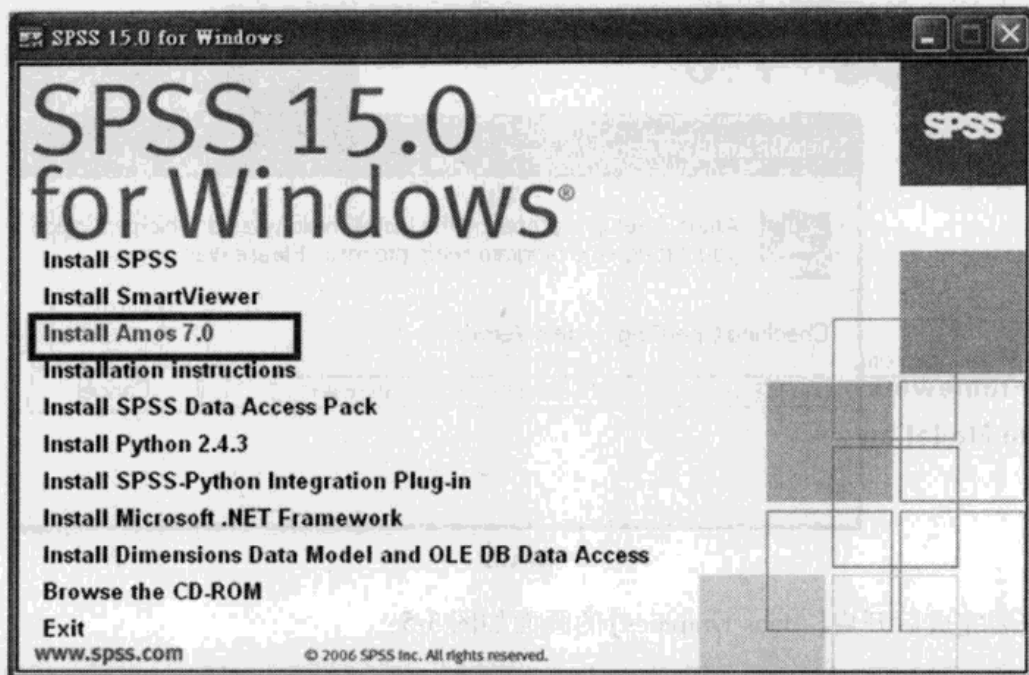 SPSS 15.0 for Windows
SPSS
SPSS 15.0
for Windows®
Install SPSS
Install SmartViewer
Install Amos 7.0
Installation instructions
Install SPSS Data Access Pack
Install Python 2.4.3
Install SPSS-Python Integration Plug-in
Install Microsoft .NET Framework
Install Dimensions Data Model and OLE DB Data Access
Browse the CD-ROM
Exit
www.spss.com
© 2006 SPSS Inc. All rights reserved.